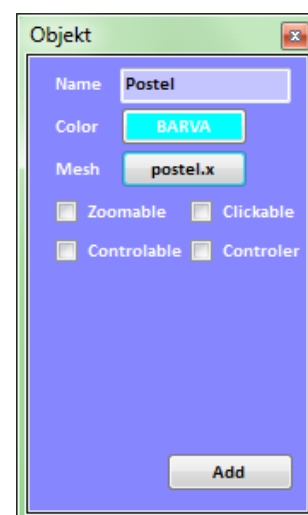 Objekt
Name Postel
Color BARVA
Mesh postel.x
Zoomable Clickable
Controlable Controler
Add